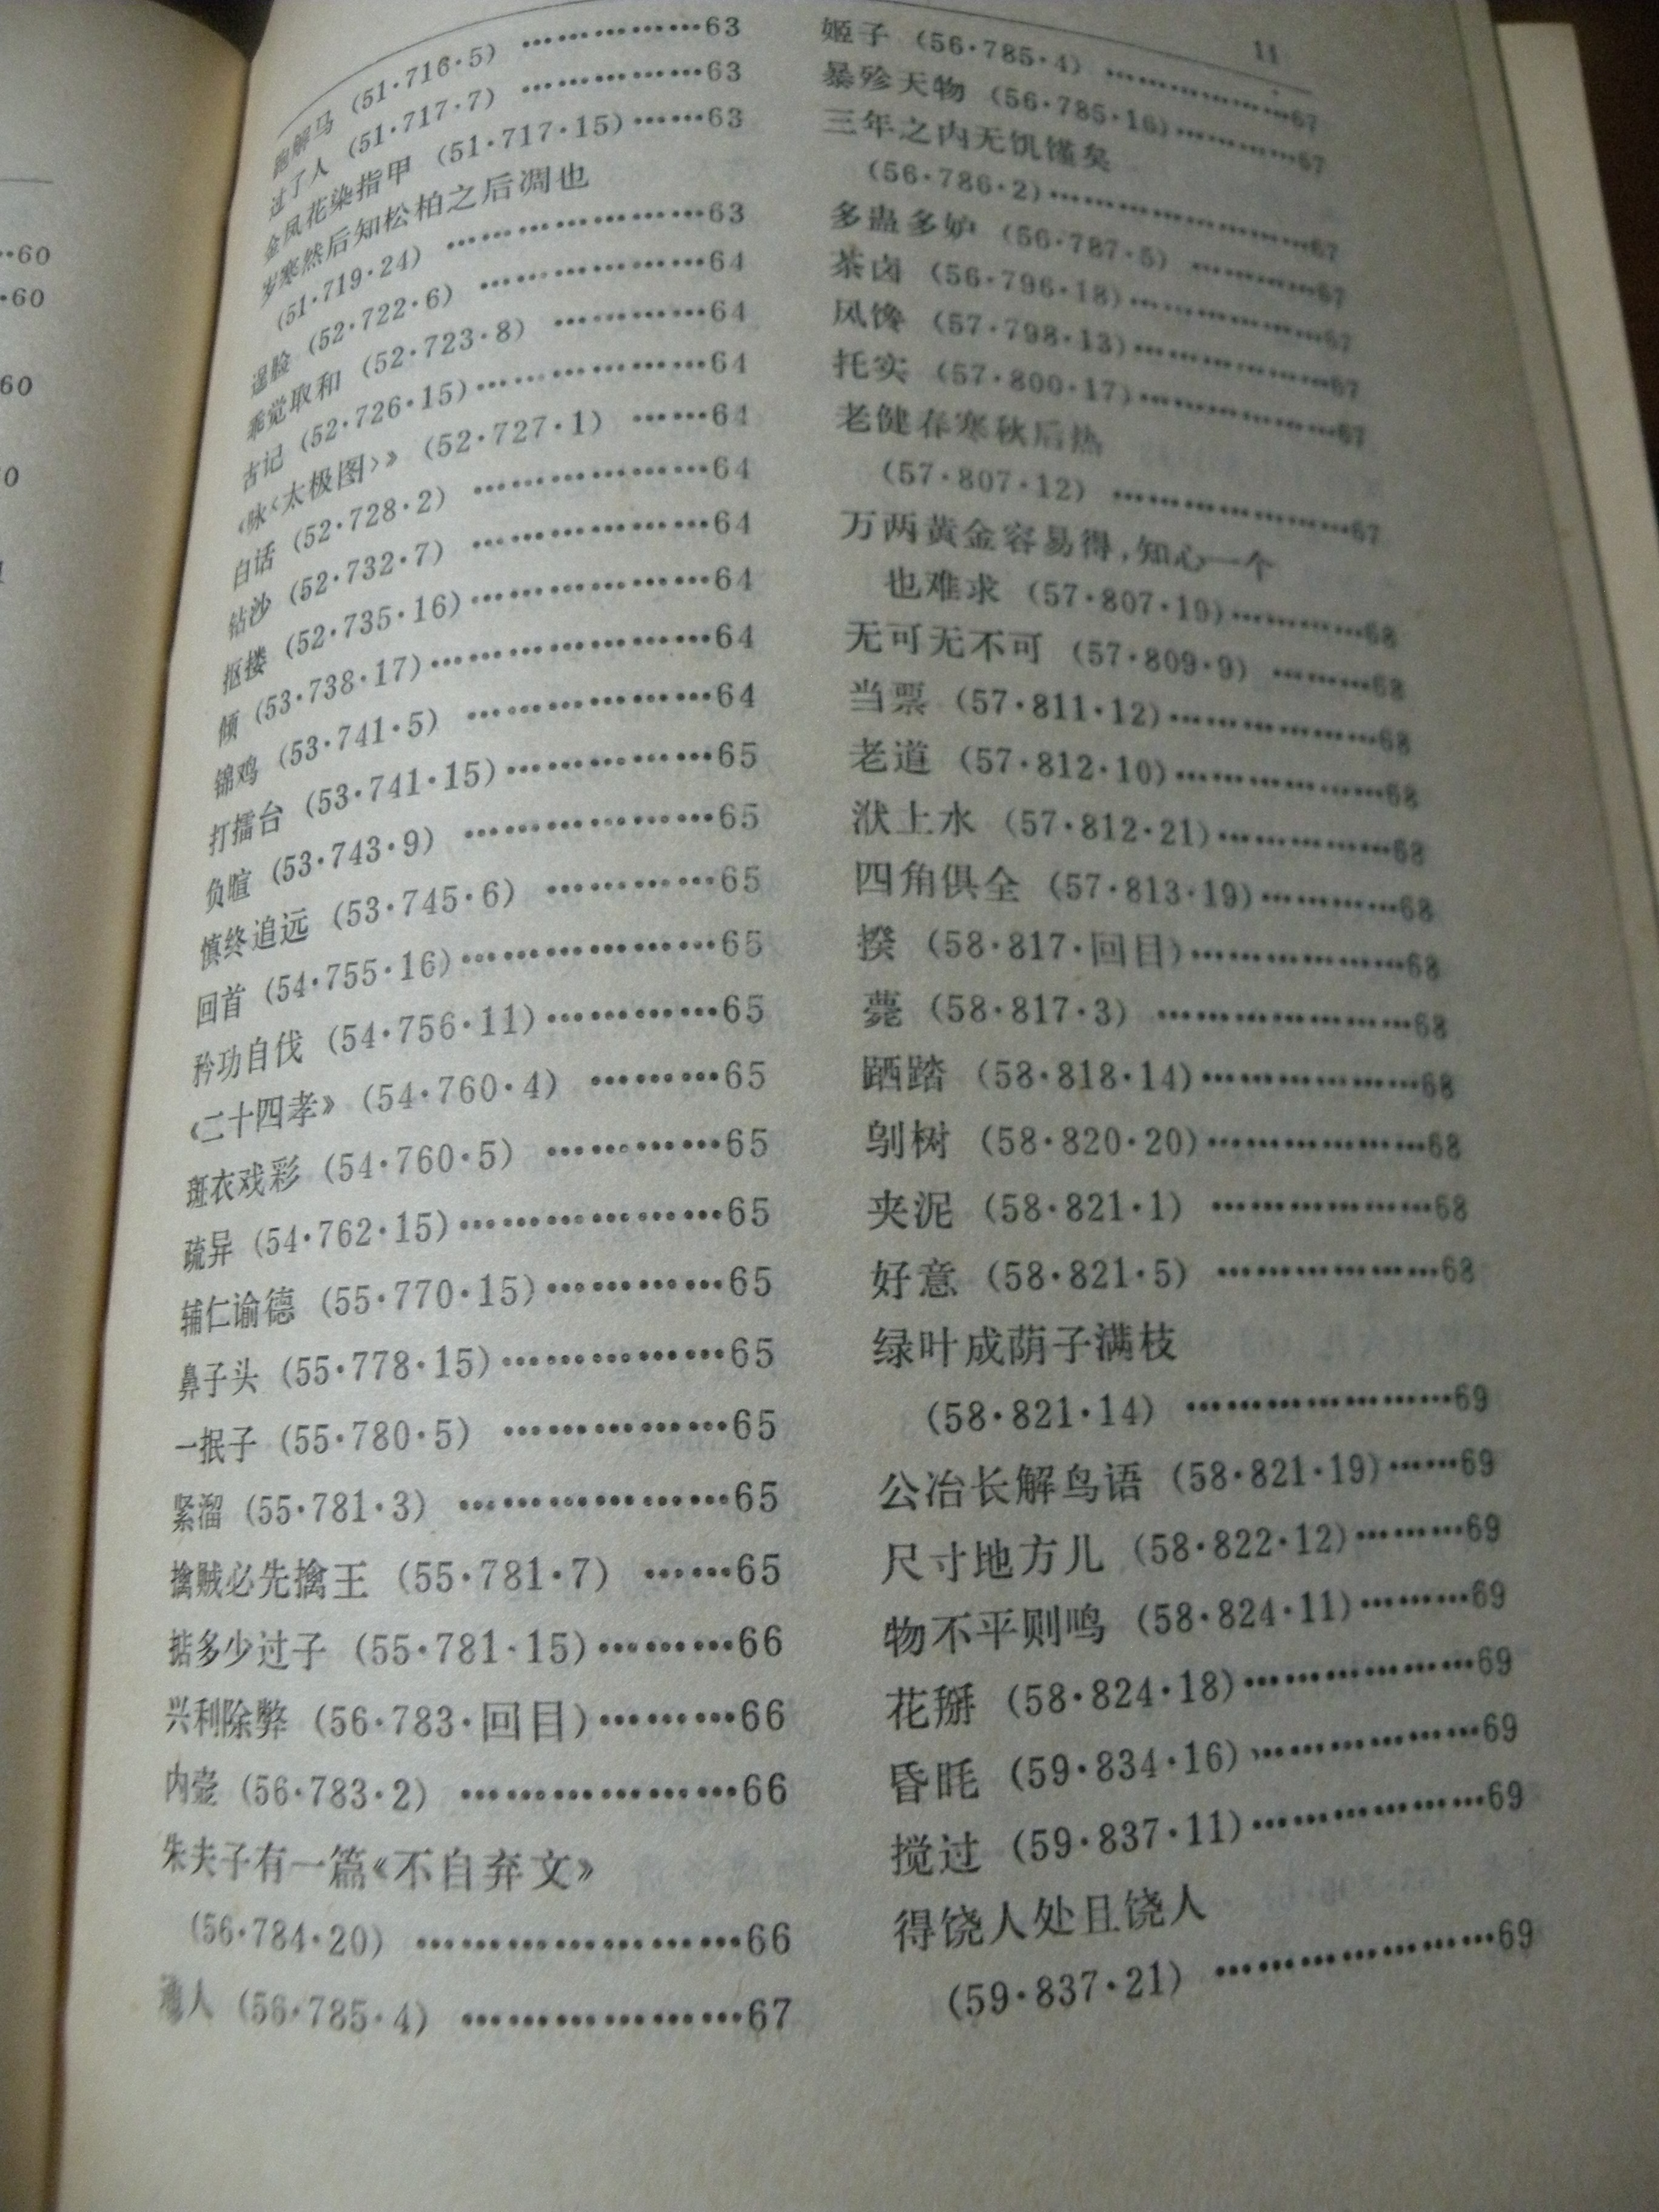 11
跑解马 (51·716·5) ………………63
过了人 (51·717·7) ………………63
金凤花染指甲 (51·717·15)……63
岁寒然后知松柏之后凋也
(51·719·24) ………………………63
逞脸 (52·722·6) …………………64
乖觉取和 (52·723·8) ……………64
古记 (52·726·15)…………………64
《咏〈太极图〉》 (52·727·1) ……64
白话 (52·728·2) …………………64
钻沙 (52·732·7) …………………64
抠搂 (52·735·16)…………………64
倾 (53·738·17)……………………64
锦鸡 (53·741·5) …………………64
打擂台 (53·741·15)………………65
负暄 (53·743·9) …………………65
慎终追远 (53·745·6) ……………65
回首 (54·755·16)…………………65
矜功自伐 (54·756·11)……………65
《二十四孝》 (54·760·4) ………65
斑衣戏彩 (54·760·5) ……………65
疏异 (54·762·15)…………………65
辅仁谕德 (55·770·15)……………65
鼻子头 (55·778·15)………………65
一抿子 (55·780·5) ………………65
紧溜 (55·781·3) …………………65
擒贼必先擒王 (55·781·7) ……65
掂多少过子 (55·781·15)………66
兴利除弊 (56·783·回目)………66
内壸 (56·783·2) …………………66
朱夫子有一篇《不自弃文》
(56·784·20) ……………………66
人 (56·785·4) …………………67
姬子 (56·785·4) ………………67
暴殄天物 (56·785·16)…………67
三年之内无饥馑矣
(56·786·2)………………………67
多蛊多妒 (56·787·5) …………67
茶卤 (56·796·18)………………67
风馋 (57·798·13)………………67
托实 (57·800·17)………………67
老健春寒秋后热
(57·807·12) ……………………67
万两黄金容易得，知心一个
也难求 (57·807·19)……………68
无可无不可 (57·809·9) ………68
当票 (57·811·12)………………68
老道 (57·812·10)………………68
洑上水 (57·812·21)……………68
四角俱全 (57·813·19)…………68
揆 (58·817·回目)………………68
薨 (58·817·3) …………………68
跴踏 (58·818·14)………………68
剜树 (58·820·20)………………68
夹泥 (58·821·1) ………………68
好意 (58·821·5) ………………68
绿叶成荫子满枝
(58·821·14) ……………………69
公冶长解鸟语 (58·821·19)……69
尺寸地方儿 (58·822·12)………69
物不平则鸣 (58·824·11)………69
花掰 (58·824·18)………………69
昏眊 (59·834·16)………………69
搅过 (59·837·11)………………69
得饶人处且饶人
(59·837·21) ……………………69